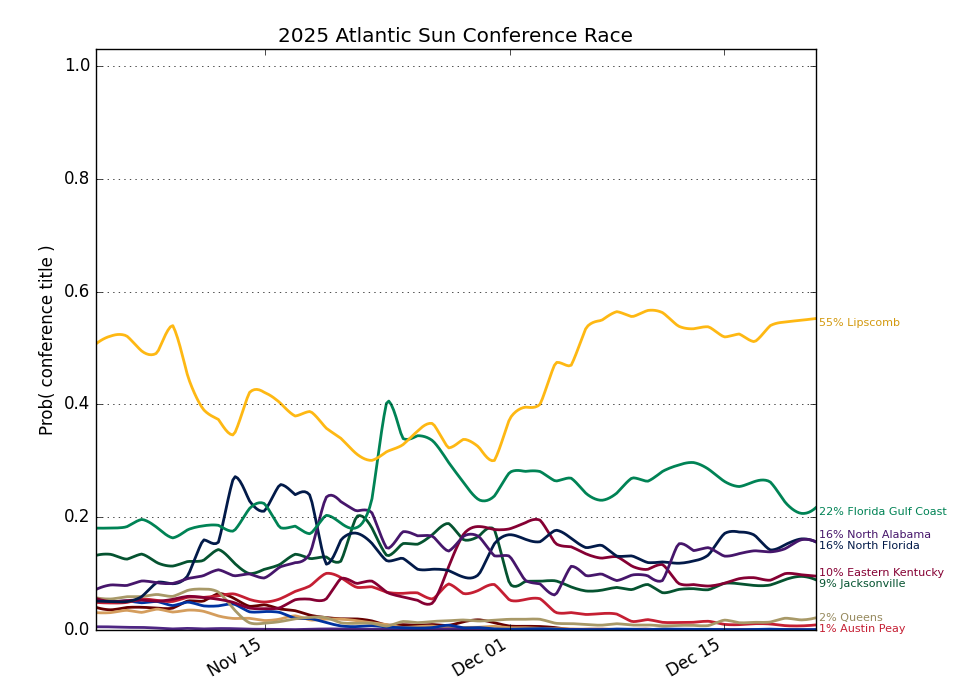 2025 Atlantic Sun Conference Race
Prob( conference title )
1.0
0.8
0.6
0.4
0.2
0.0
Nov 15
Dec 01
Dec 15
55% Lipscomb
22% Florida Gulf Coast
16% North Alabama
16% North Florida
10% Eastern Kentucky
9% Jacksonville
2% Queens
1% Austin Peay